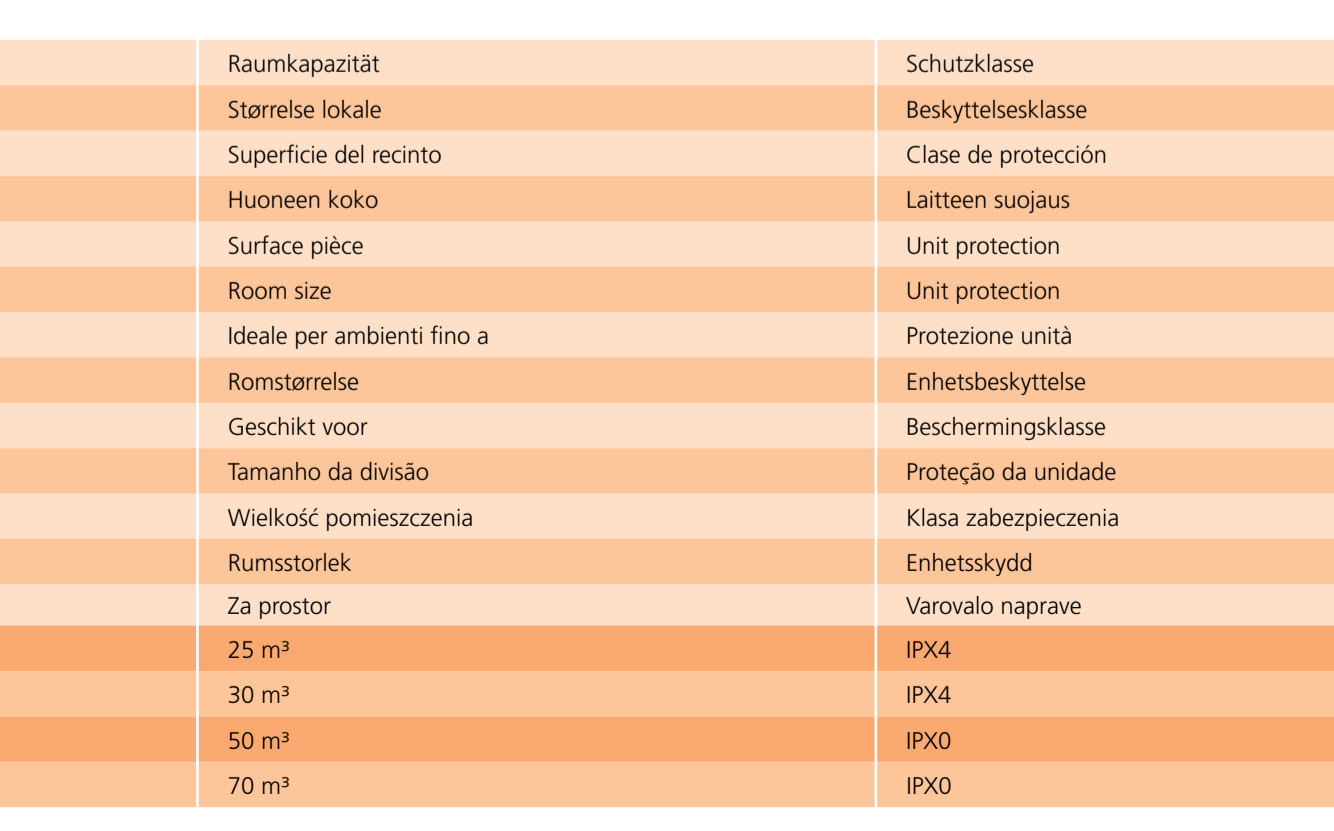 Raumkapazität Schutzklasse
Størrelse lokale Beskyttelsesklasse
Superficie del recinto Clase de protección
Huoneen koko Laitteen suojaus
Surface pièce Unit protection
Room size Unit protection
Ideale per ambienti fino a Protezione unità
Romstørrelse Enhetsbeskyttelse
Geschikt voor Beschermingsklasse
Tamanho da divisão Proteção da unidade
Wielkość pomieszczenia Klasa zabezpieczenia
Rumsstorlek Enhetsskydd
Za prostor Varovalo naprave
25 m³ IPX4
30 m³ IPX4
50 m³ IPX0
70 m³ IPX0